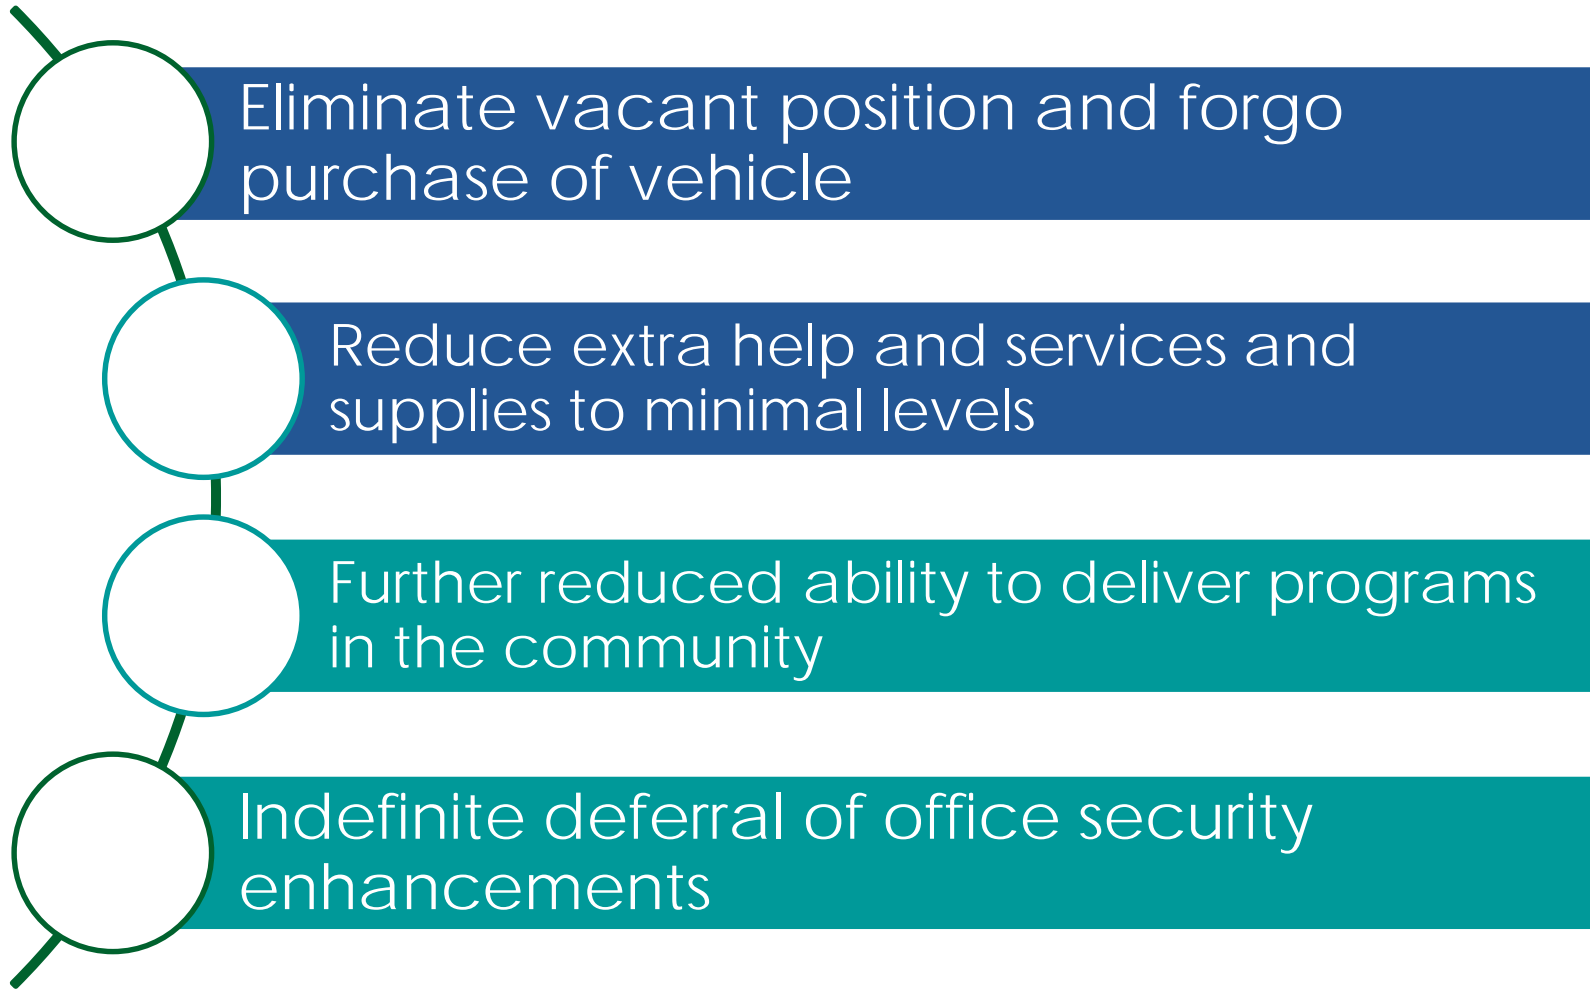 Eliminate vacant position and forgo
purchase of vehicle
Reduce extra help and services and
supplies to minimal levels
Further reduced ability to deliver programs
in the community
Indefinite deferral of office security
enhancements